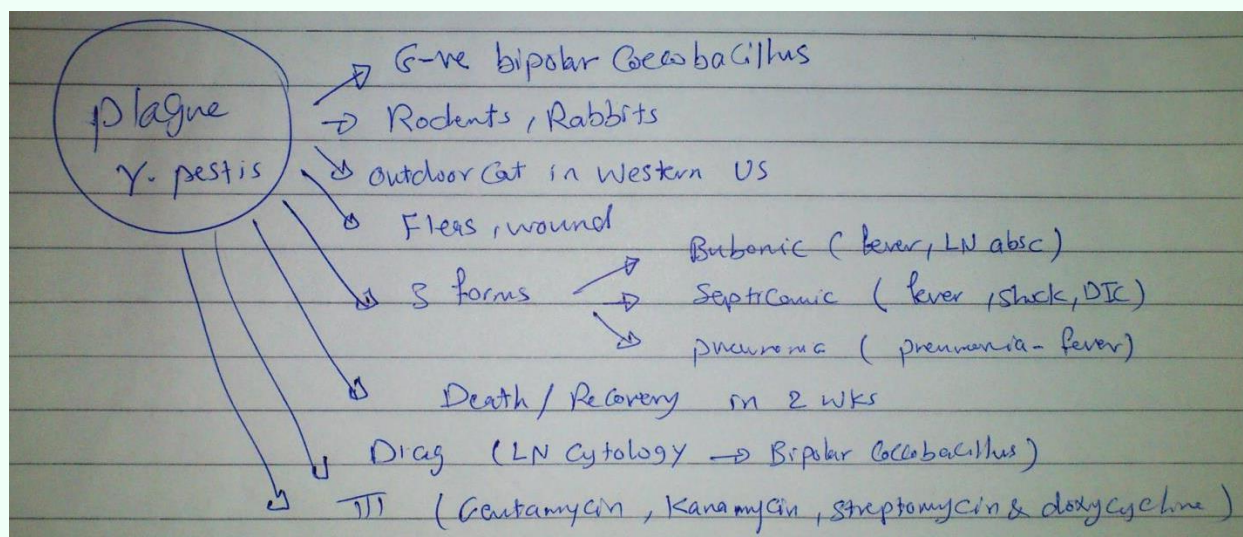 plague
Y. pestis
G-ve bipolar Coccobacillus
Rodents, Rabbits
outdoor Cat in Western US
Fleas, wound
3 forms
Bubonic (fever, LN absc)
Septicamic (fever, shock, DIC)
pneumonic (pneumonia-fever)
Death/Recovery in 2 wks
Diag (LN Cytology → Bipolar Coccobacillus)
TTT (Gentamycin, Kanamycin, streptomycin & doxycycline)